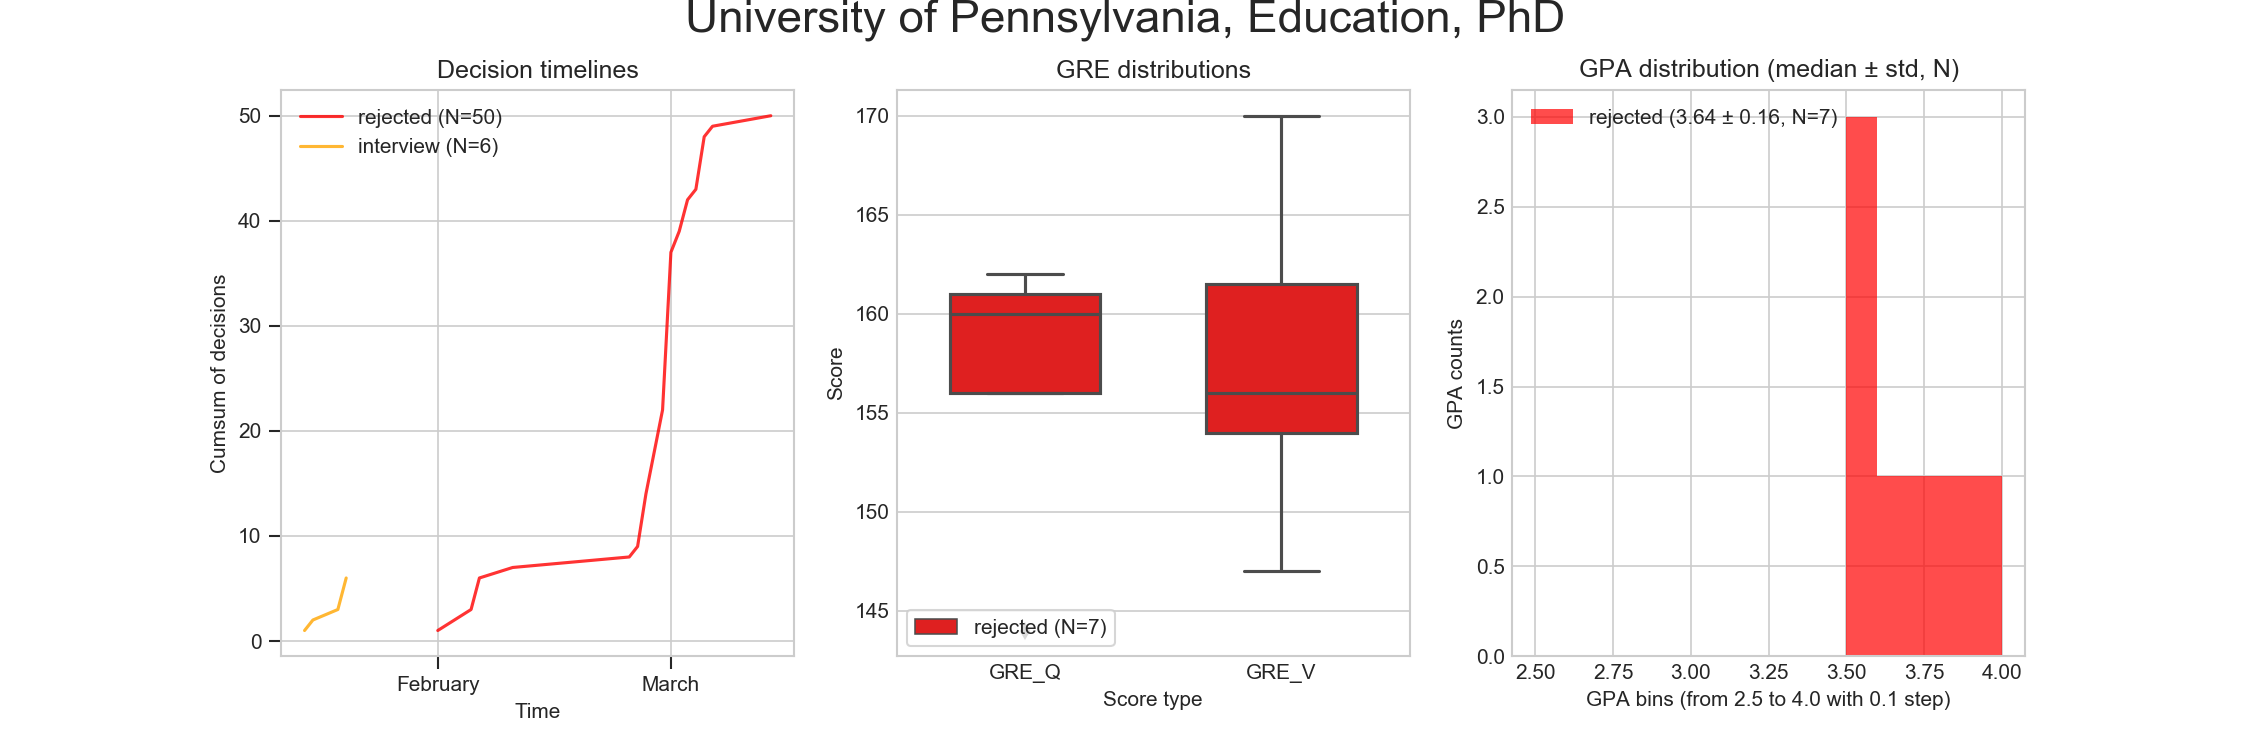 University of Pennsylvania, Education, PhD
Decision timelines
rejected (N=50)
interview (N=6)
50
40
30
20
10
0
Cumsum of decisions
February
March
Time
GRE distributions
170
165
160
155
150
145
Score
rejected (N=7)
GRE_Q
GRE_V
Score type
GPA distribution (median ± std, N)
rejected (3.64 ± 0.16, N=7)
3.0
2.5
2.0
1.5
1.0
0.5
0.0
GPA counts
2.50
2.75
3.00
3.25
3.50
3.75
4.00
GPA bins (from 2.5 to 4.0 with 0.1 step)